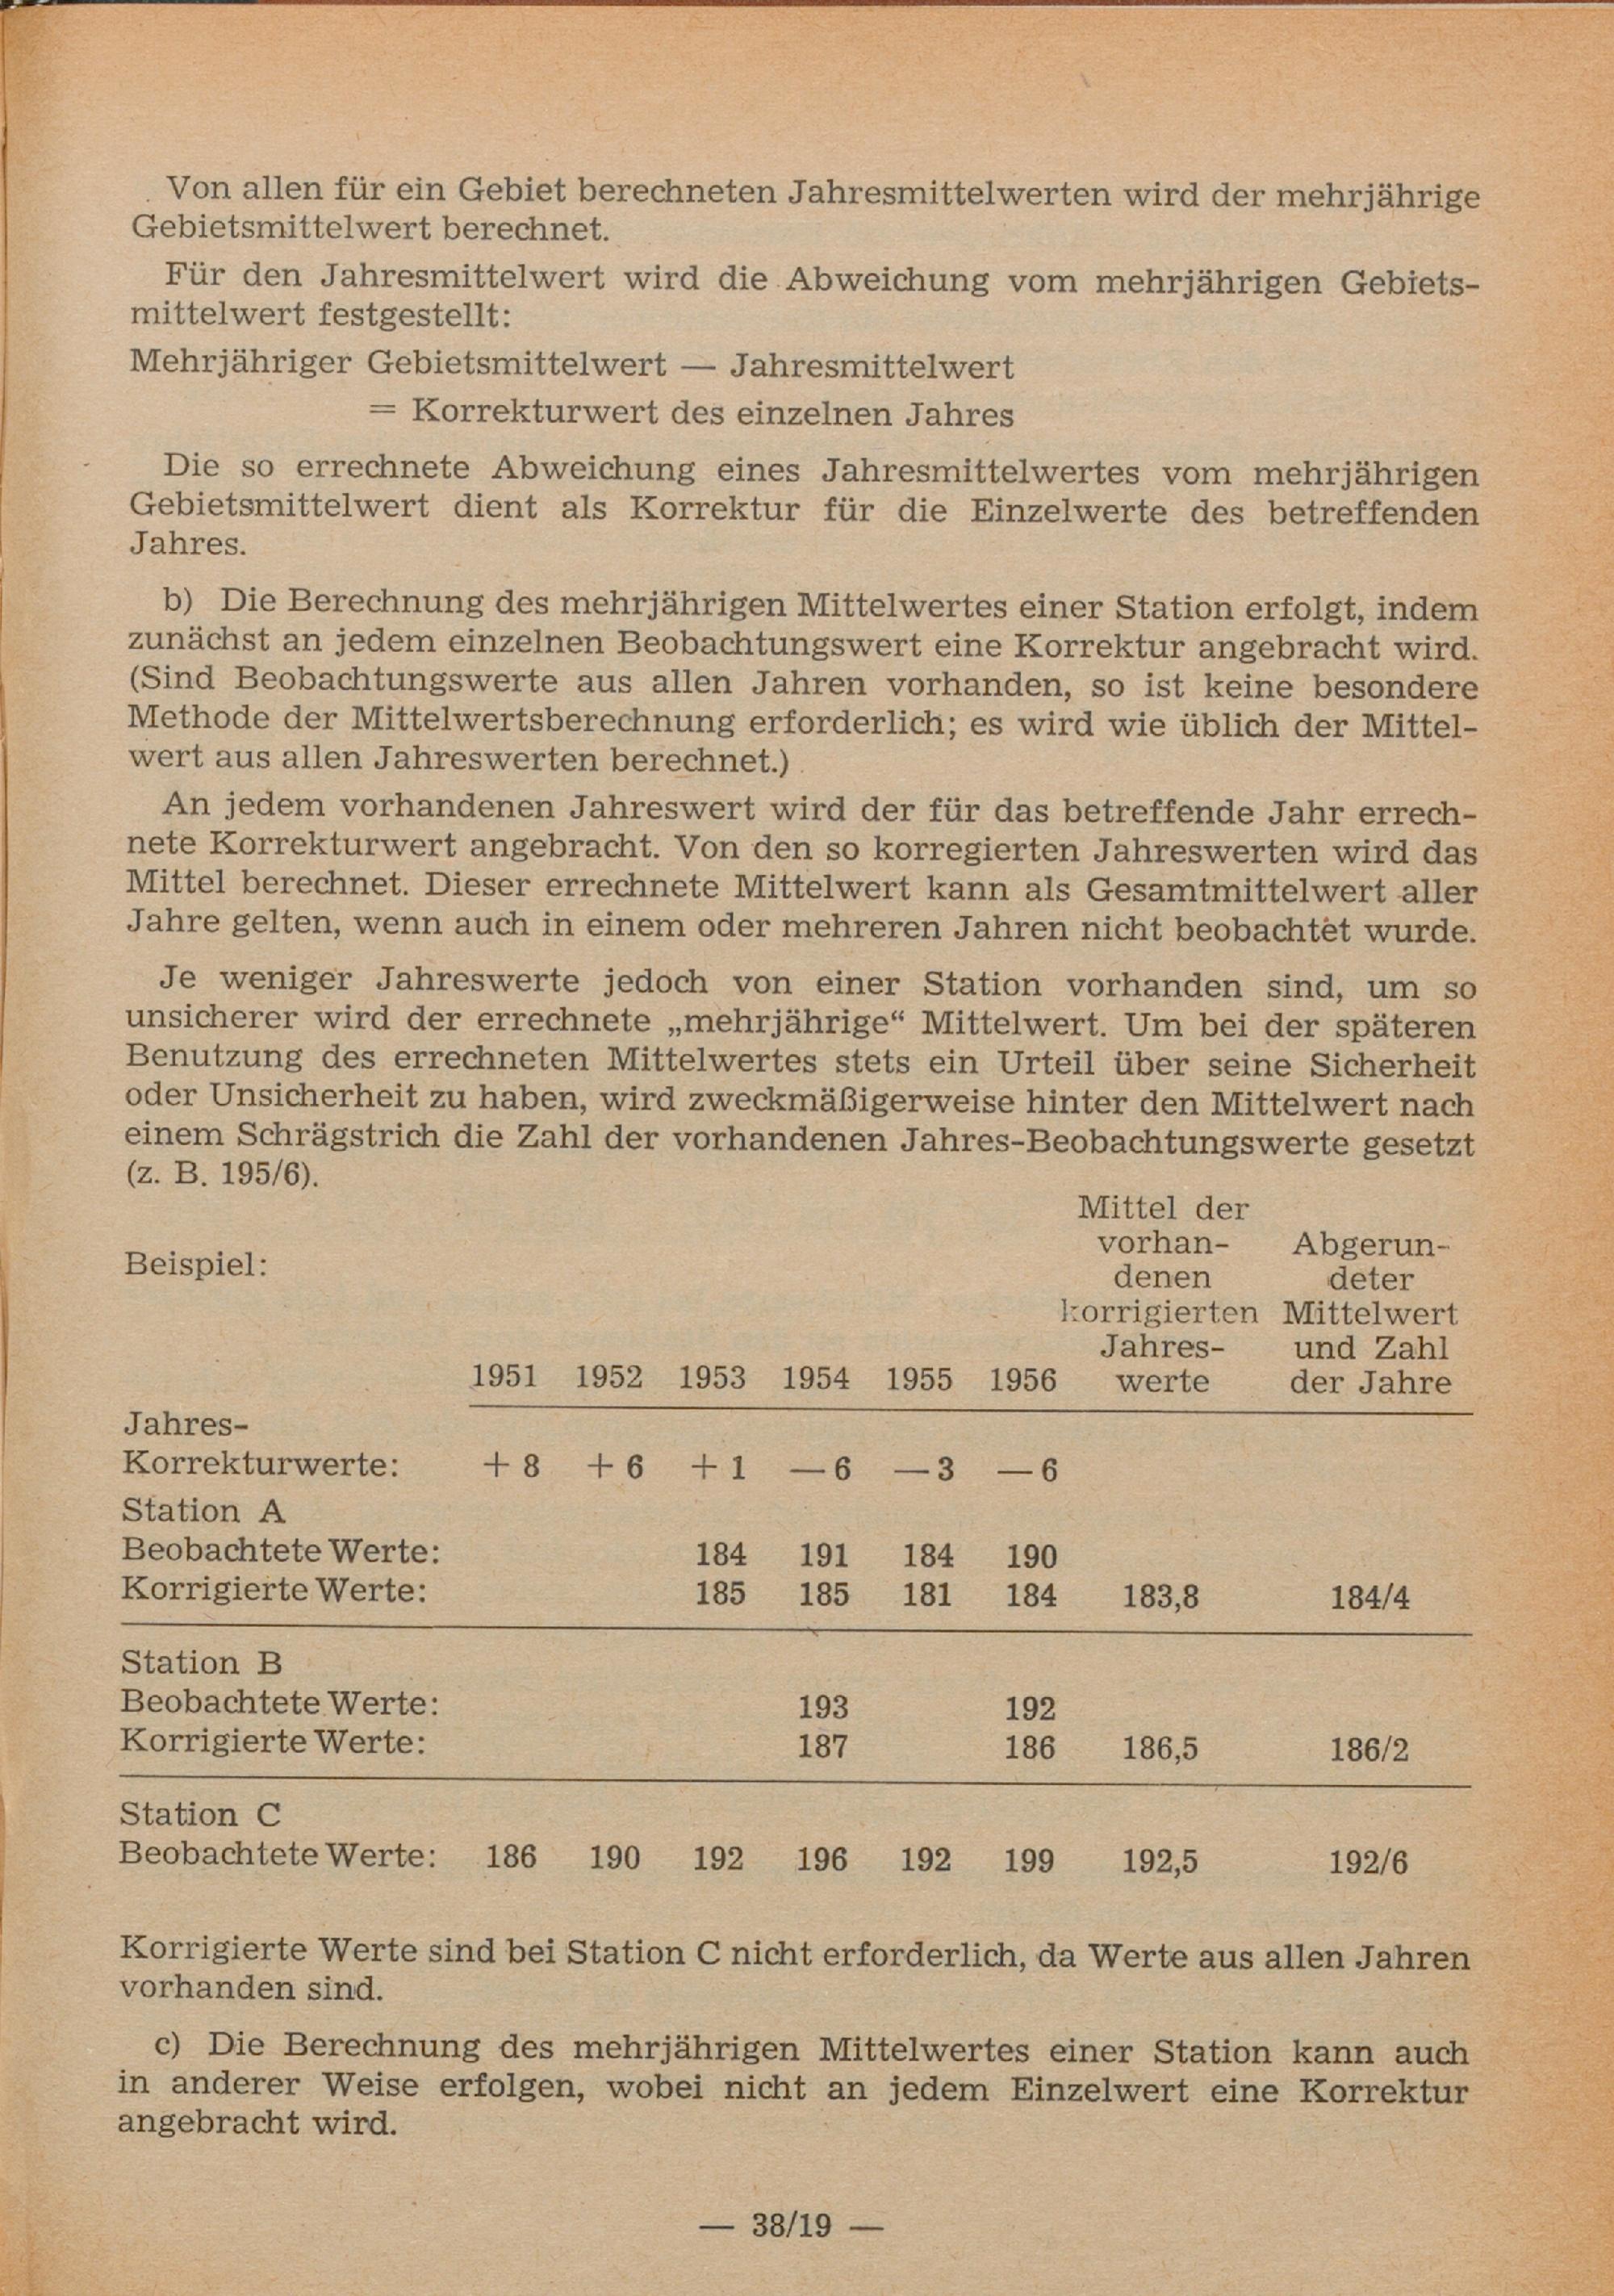 Von allen für ein Gebiet berechneten Jahresmittelwerten wird der mehrjährige
Gebietsmittelwert berechnet.
Für den Jahresmittelwert wird die Abweichung vom mehrjährigen Gebiets-
mittelwert festgestellt:
Mehrjähriger Gebietsmittelwert — Jahresmittelwert
= Korrekturwert des einzelnen Jahres
Die so errechnete Abweichung eines Jahresmittelwertes vom mehrjährigen
Gebietsmittelwert dient als Korrektur für die Einzelwerte des betreffenden
Jahres.
b) Die Berechnung des mehrjährigen Mittelwertes einer Station erfolgt, indem
zunächst an jedem einzelnen Beobachtungswert eine Korrektur angebracht wird.
(Sind Beobachtungswerte aus allen Jahren vorhanden, so ist keine besondere
Methode der Mittelwertsberechnung erforderlich; es wird wie üblich der Mittel-
wert aus allen Jahreswerten berechnet.)
An jedem vorhandenen Jahreswert wird der für das betreffende Jahr errech-
nete Korrekturwert angebracht. Von den so korregierten Jahreswerten wird das
Mittel berechnet. Dieser errechnete Mittelwert kann als Gesamtmittelwert aller
Jahre gelten, wenn auch in einem oder mehreren Jahren nicht beobachtet wurde.
Je weniger Jahreswerte jedoch von einer Station vorhanden sind, um so
unsicherer wird der errechnete „mehrjährige“ Mittelwert. Um bei der späteren
Benutzung des errechneten Mittelwertes stets ein Urteil über seine Sicherheit
oder Unsicherheit zu haben, wird zweckmäßigerweise hinter den Mittelwert nach
einem Schrägstrich die Zahl der vorhandenen Jahres-Beobachtungswerte gesetzt
(z. B. 195/6).
Mittel der
vorhan- Abgerun-
Beispiel:
denen deter
korrigierten Mittelwert
Jahres- und Zahl
1951 1952 1953 1954 1955 1956 werte der Jahre
Jahres-
Korrekturwerte: + 8 + 6 + 1 — 6 — 3 — 6
Station A
Beobachtete Werte: 184 191 184 190
Korrigierte Werte: 185 185 181 184 183,8 184/4
Station B
Beobachtete Werte: 193 192
Korrigierte Werte: 187 186 186,5 186/2
Station C
Beobachtete Werte: 186 190 192 196 192 199 192,5 192/6
Korrigierte Werte sind bei Station C nicht erforderlich, da Werte aus allen Jahren
vorhanden sind.
c) Die Berechnung des mehrjährigen Mittelwertes einer Station kann auch
in anderer Weise erfolgen, wobei nicht an jedem Einzelwert eine Korrektur
angebracht wird.
— 38/19 —